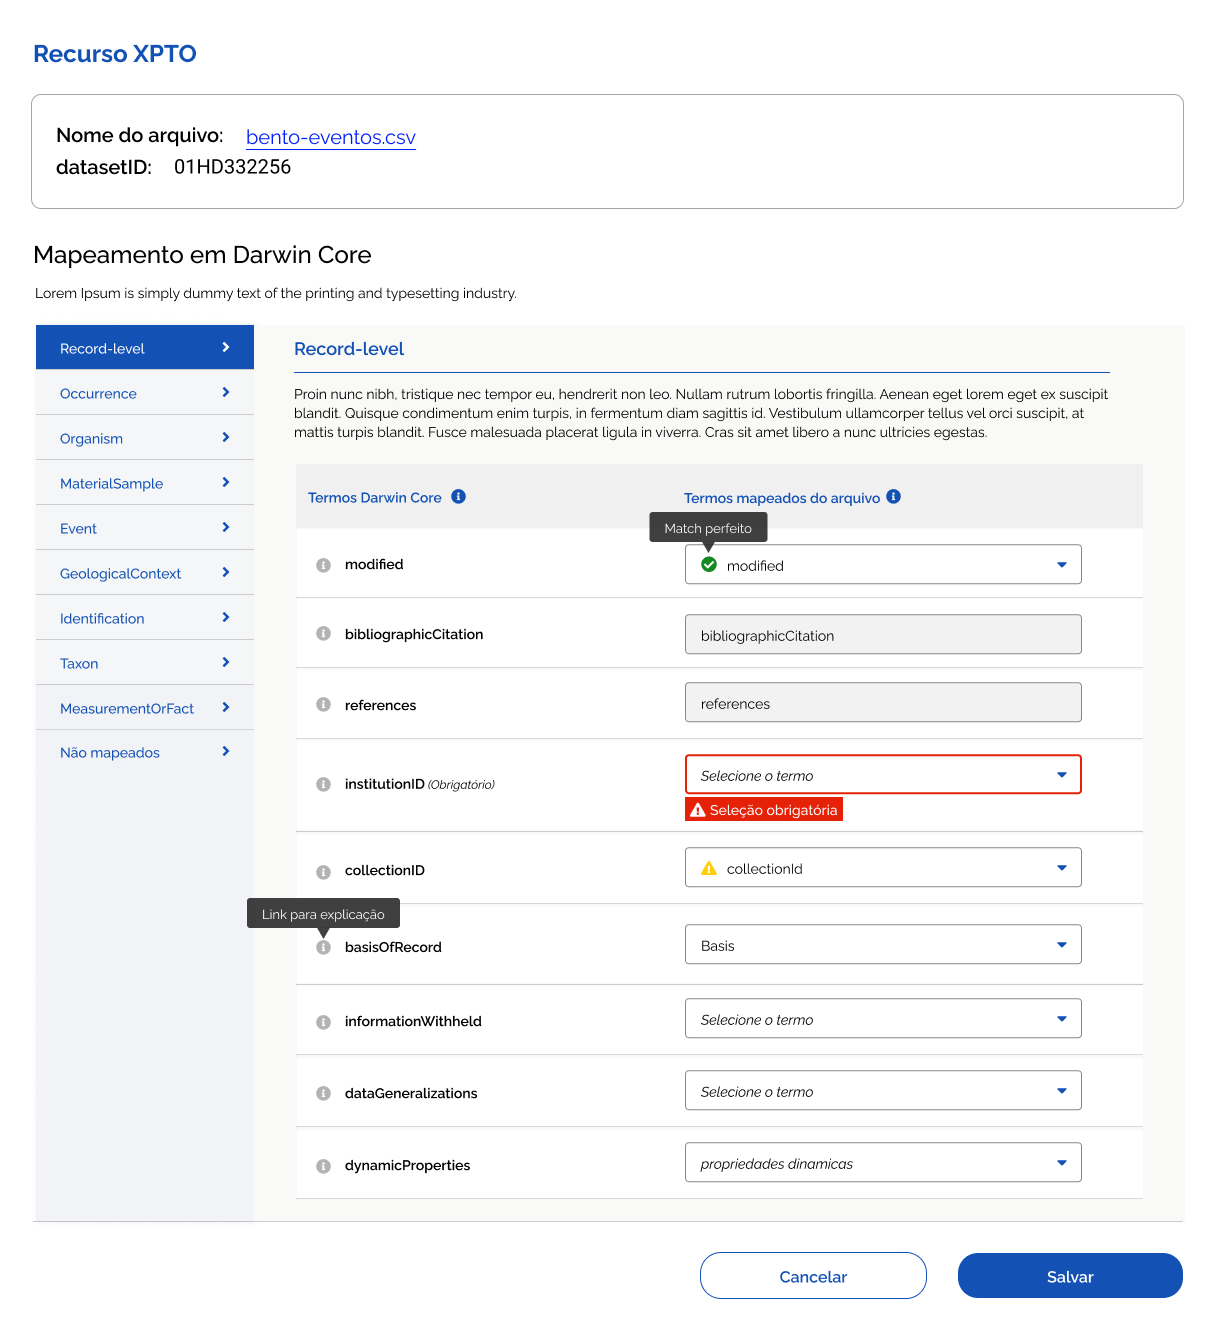 Recurso XPTO
Nome do arquivo: bento-eventos.csv
datasetID: 01HD332256
Mapeamento em Darwin Core
Lorem Ipsum is simply dummy text of the printing and typesetting industry.
Record-level
Occurrence
Organism
MaterialSample
Event
GeologicalContext
Identification
Taxon
MeasurementOrFact
Não mapeados
Record-level
Proin nunc nibh, tristique nec tempor eu, hendrerit non leo. Nullam rutrum lobortis fringilla. Aenean eget lorem eget ex suscipit
blandit. Quisque condimentum enim turpis, in fermentum diam sagittis id. Vestibulum ullamcorper tellus vel orci suscipit, at
mattis turpis blandit. Fusce malesuada placerat ligula in viverra. Cras sit amet libero a nunc ultricies egestas.
Termos Darwin Core Termos mapeados do arquivo
Match perfeito
modified modified
bibliographicCitation bibliographicCitation
references references
institutionID (Obrigatório) Selecione o termo
Seleção obrigatória
collectionID collectionId
Link para explicação
basisOfRecord Basis
informationWithheld Selecione o termo
dataGeneralizations Selecione o termo
dynamicProperties propriedades dinamicas
Cancelar Salvar